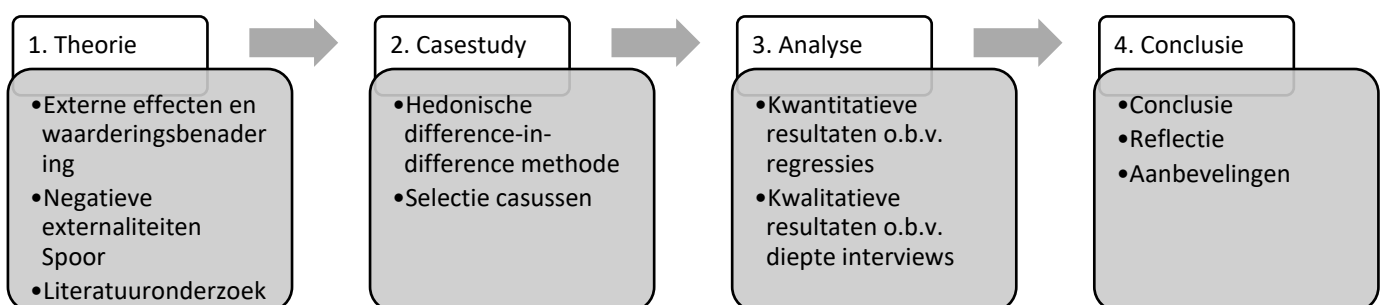 1. Theorie
•Externe effecten en
waarderingsbenader
ing
•Negatieve
externaliteiten
Spoor
•Literatuuronderzoek
2. Casestudy
•Hedonische
difference-in-
difference methode
•Selectie casussen
3. Analyse
•Kwantitatieve
resultaten o.b.v.
regressies
•Kwalitatieve
resultaten o.b.v.
diepte interviews
4. Conclusie
•Conclusie
•Reflectie
•Aanbevelingen